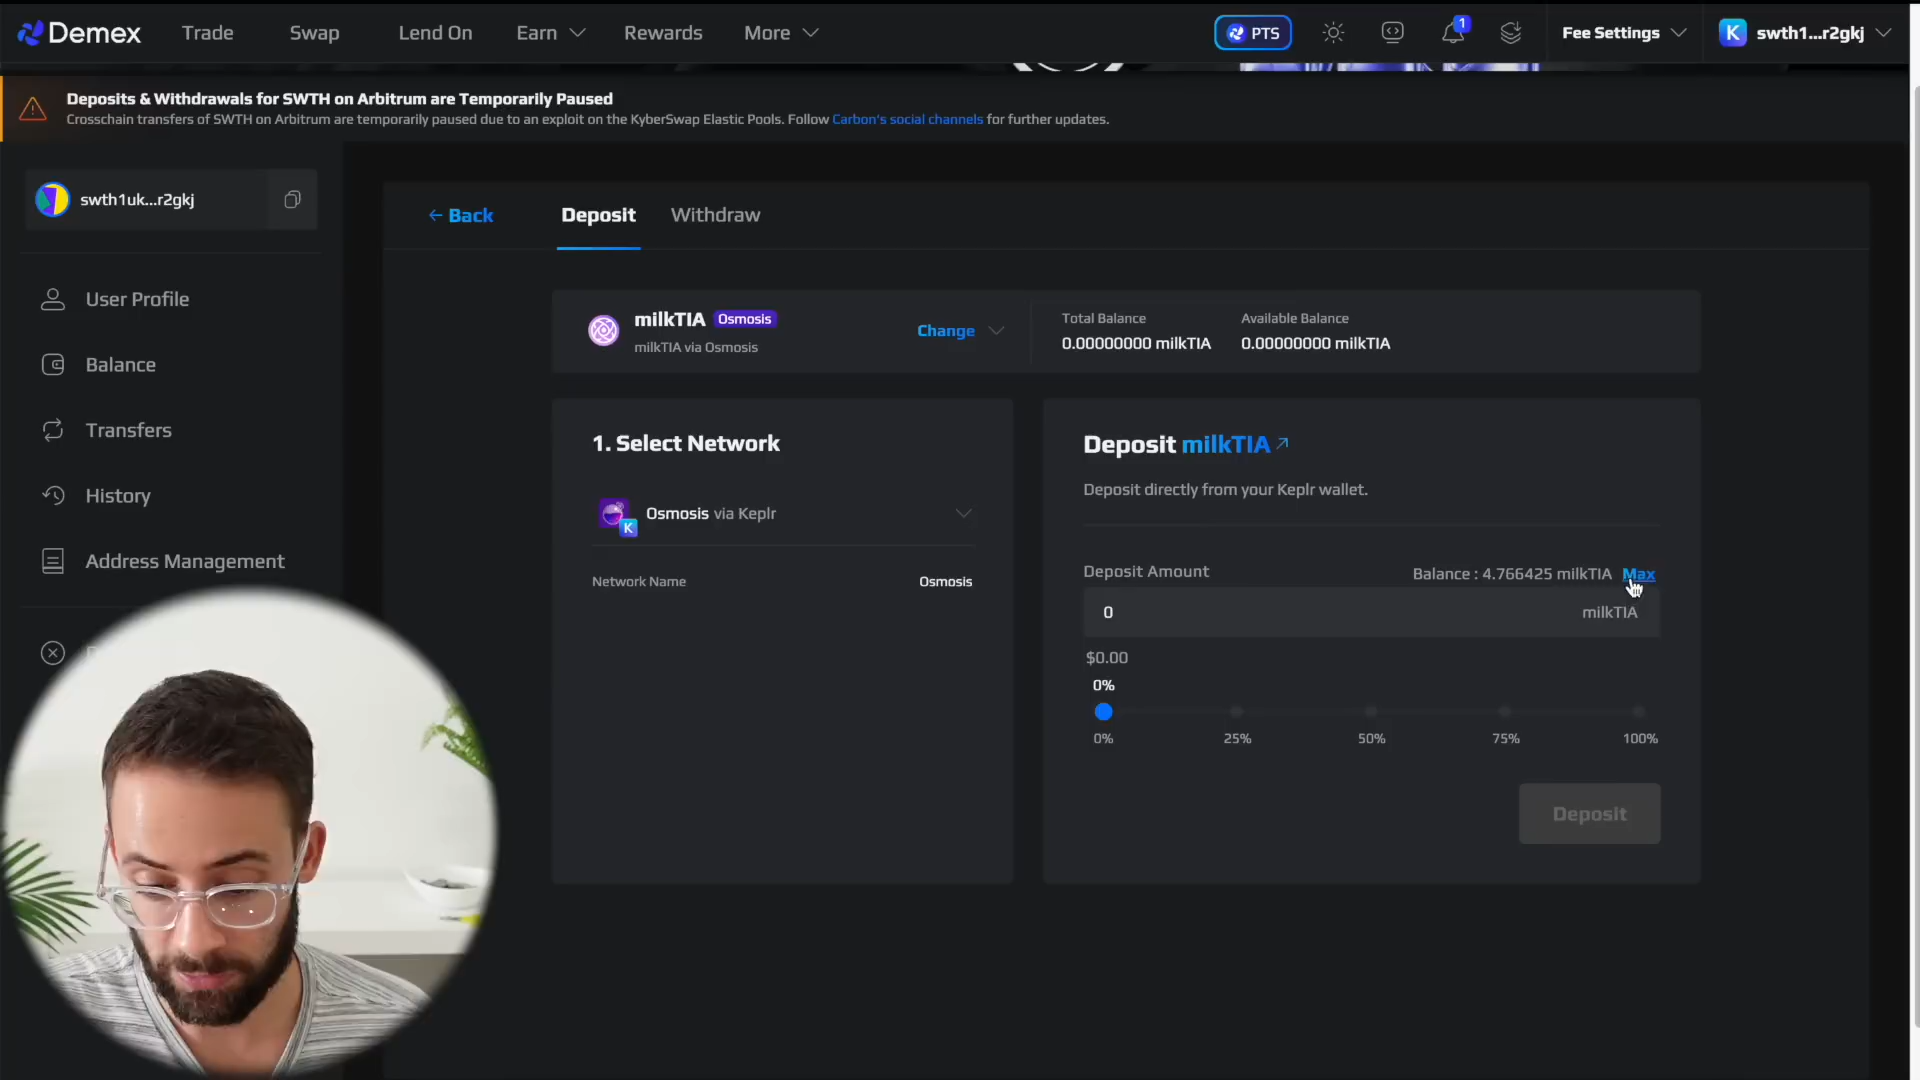 Demex
Trade
Swap
Lend On
Earn
Rewards
More
PTS
1
Fee Settings
K
swth1...r2gkj
Deposits & Withdrawals for SWTH on Arbitrum are Temporarily Paused
Crosschain transfers of SWTH on Arbitrum are temporarily paused due to an exploit on the KyberSwap Elastic Pools. Follow Carbon's social channels for further updates.
swth1uk...r2gkj
User Profile
Balance
Transfers
History
Address Management
← Back
Deposit
Withdraw
milkTIA Osmosis
milkTIA via Osmosis
Change
Total Balance
0.00000000 milkTIA
Available Balance
0.00000000 milkTIA
1. Select Network
K
Osmosis via Keplr
Network Name
Osmosis
Deposit milkTIA
Deposit directly from your Keplr wallet.
Deposit Amount
Balance : 4.766425 milkTIA Max
0
milkTIA
$0.00
0%
0%
25%
50%
75%
100%
Deposit